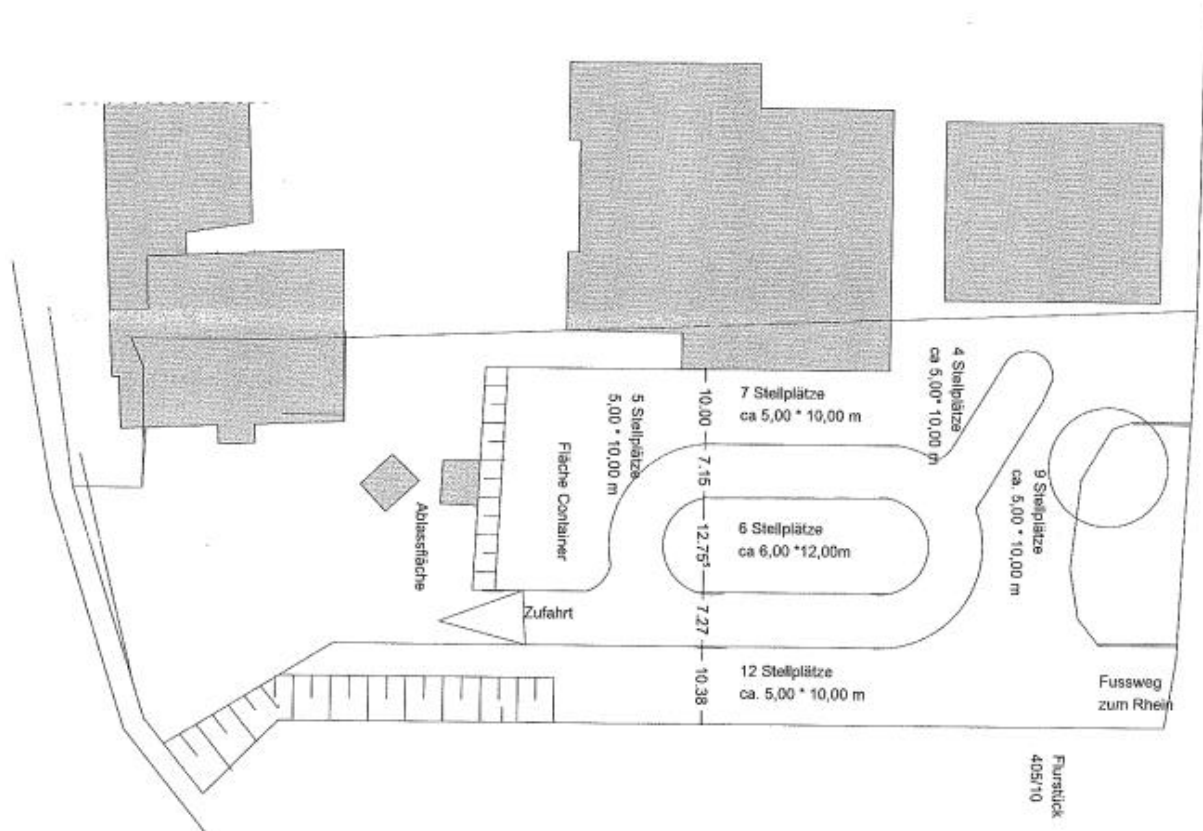 4 Stellplätze
ca 5,00* 10,00 m
7 Stellplätze
ca 5,00 * 10,00 m
10.00
5 Stellplätze
5,00 * 10,00 m
Fläche Container
7.15
9 Stellplätze
ca. 5,00 * 10,00 m
6 Stellplätze
ca 6,00 *12,00m
12.75⁵
Ablassfläche
Zufahrt
7.27
12 Stellplätze
ca. 5,00 * 10,00 m
10.38
Fussweg
zum Rhein
Flurstück
405/10